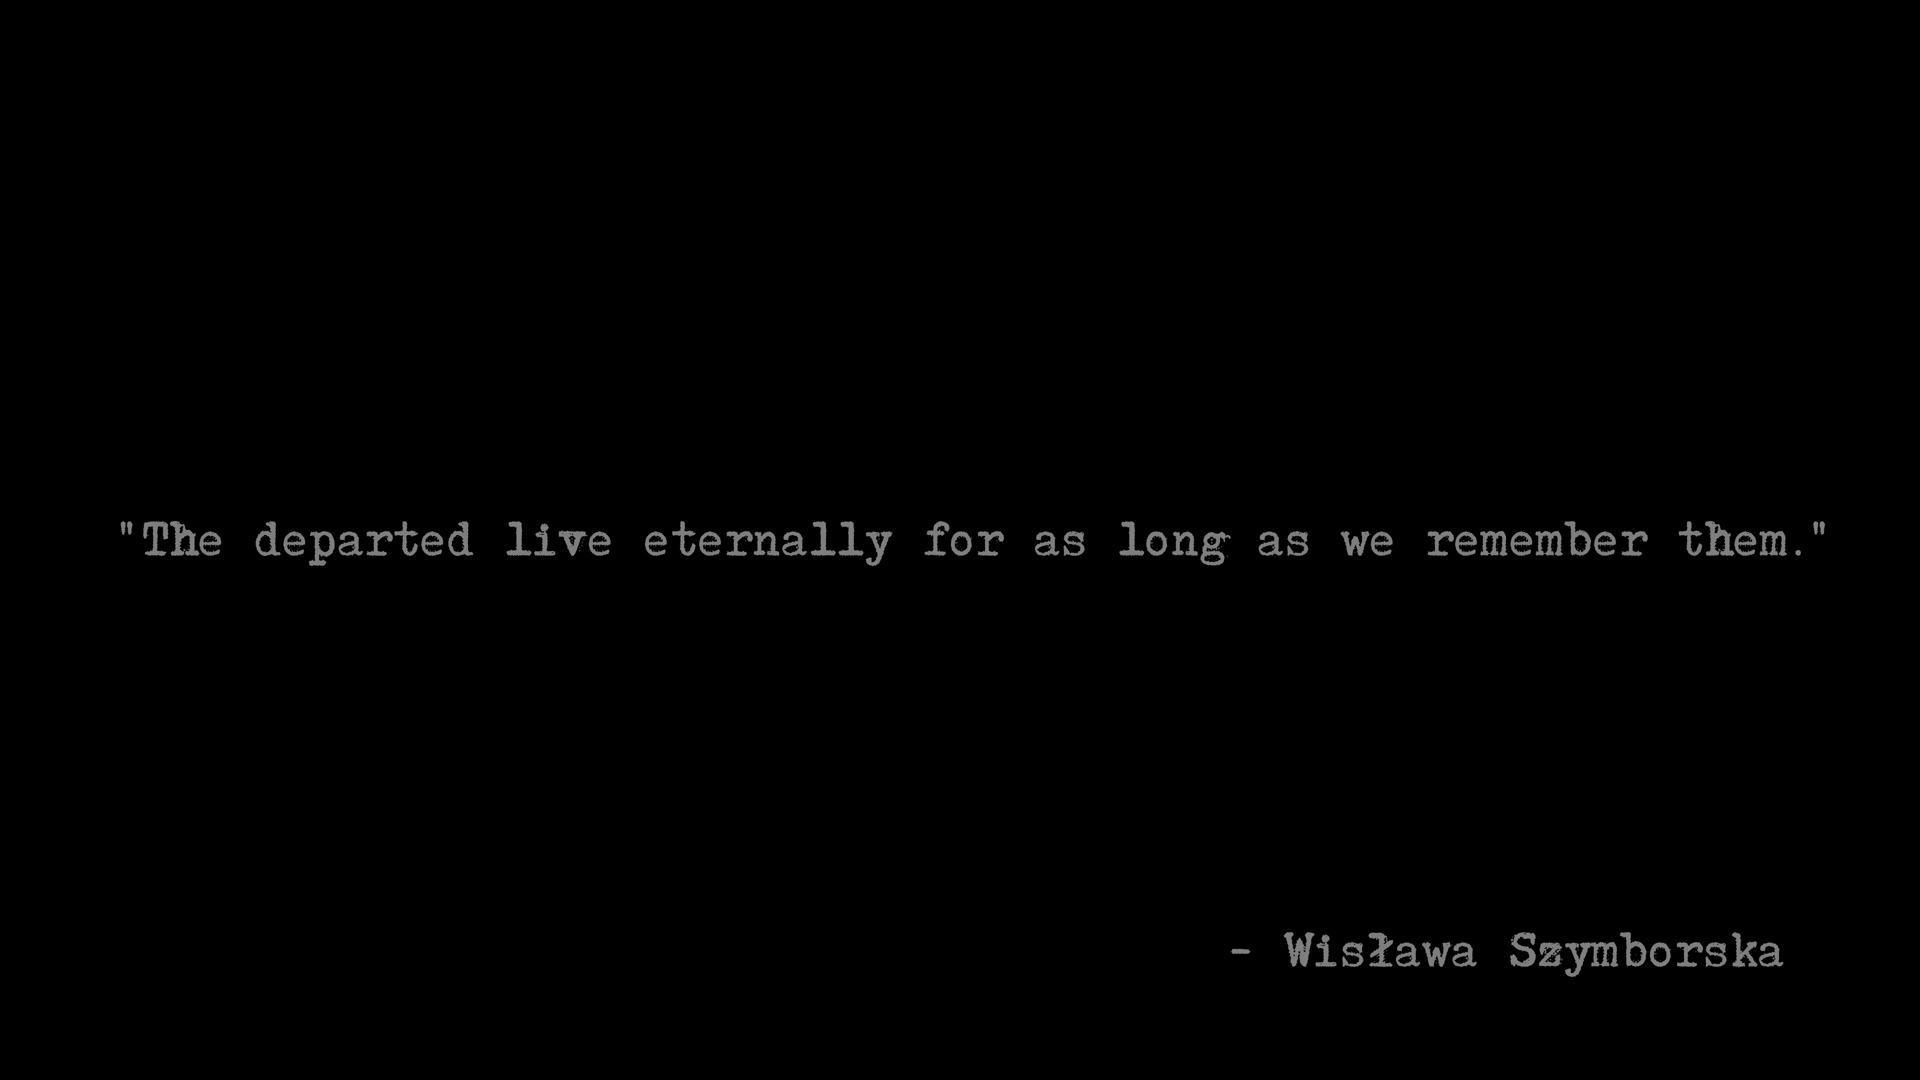 "The departed live eternally for as long as we remember them."
- Wisława Szymborska